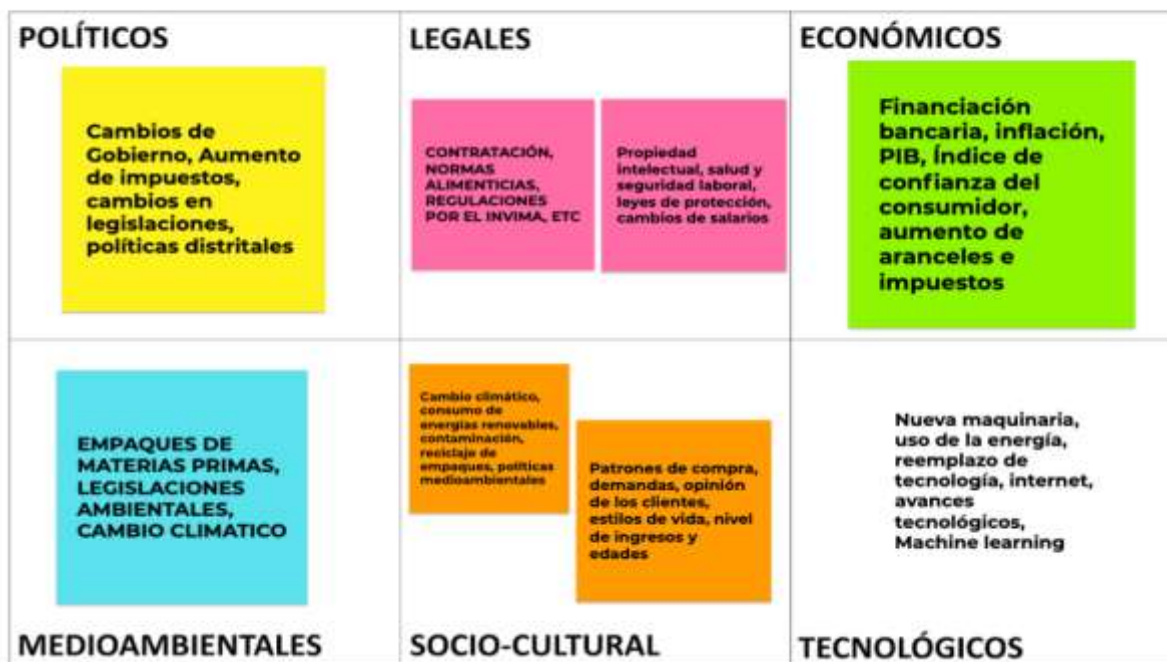 POLÍTICOS
Cambios de
Gobierno, Aumento
de impuestos,
cambios en
legislaciones,
políticas distritales
LEGALES
CONTRATACIÓN,
NORMAS
ALIMENTICIAS,
REGULACIONES
POR EL INVIMA, ETC
Propiedad
intelectual, salud y
seguridad laboral,
leyes de protección,
cambios de salarios
ECONÓMICOS
Financiación
bancaria, inflación,
PIB, Índice de
confianza del
consumidor,
aumento de
aranceles e
impuestos
EMPAQUES DE
MATERIAS PRIMAS,
LEGISLACIONES
AMBIENTALES,
CAMBIO CLIMATICO
MEDIOAMBIENTALES
Cambio climático,
consumo de
energías renovables,
contaminación,
reciclaje de
empaques, políticas
medioambientales
Patrones de compra,
demandas, opinión
de los clientes,
estilos de vida, nivel
de ingresos y
edades
SOCIO-CULTURAL
Nueva maquinaria,
uso de la energía,
reemplazo de
tecnología, internet,
avances
tecnológicos,
Machine learning
TECNOLÓGICOS